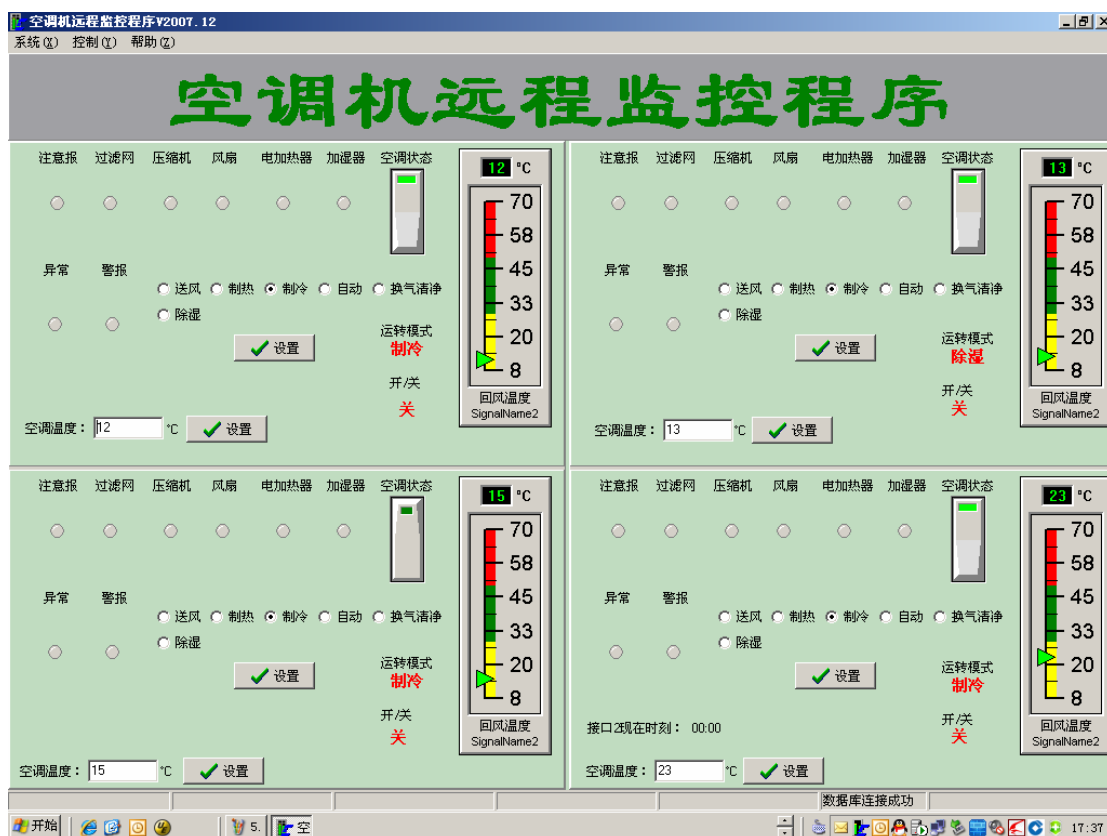 空调机远程监控程序V2007.12
系统(X) 控制(Y) 帮助(Z)
空调机远程监控程序
注意报 过滤网 压缩机 风扇 电加热器 加湿器 空调状态
12 °C
70
58
45
33
20
8
异常 警报
送风 制热 制冷 自动 换气清净
除湿
设置
运转模式
制冷
开/关
关
回风温度
SignalName2
空调温度： 12 °C 设置
注意报 过滤网 压缩机 风扇 电加热器 加湿器 空调状态
13 °C
70
58
45
33
20
8
异常 警报
送风 制热 制冷 自动 换气清净
除湿
设置
运转模式
除湿
开/关
关
回风温度
SignalName2
空调温度： 13 °C 设置
注意报 过滤网 压缩机 风扇 电加热器 加湿器 空调状态
15 °C
70
58
45
33
20
8
异常 警报
送风 制热 制冷 自动 换气清净
除湿
设置
运转模式
制冷
开/关
关
回风温度
SignalName2
空调温度： 15 °C 设置
注意报 过滤网 压缩机 风扇 电加热器 加湿器 空调状态
23 °C
70
58
45
33
20
8
异常 警报
送风 制热 制冷 自动 换气清净
除湿
设置
运转模式
制冷
接口2现在时刻： 00:00
开/关
关
回风温度
SignalName2
空调温度： 23 °C 设置
数据库连接成功
开始 5. 空 17:37